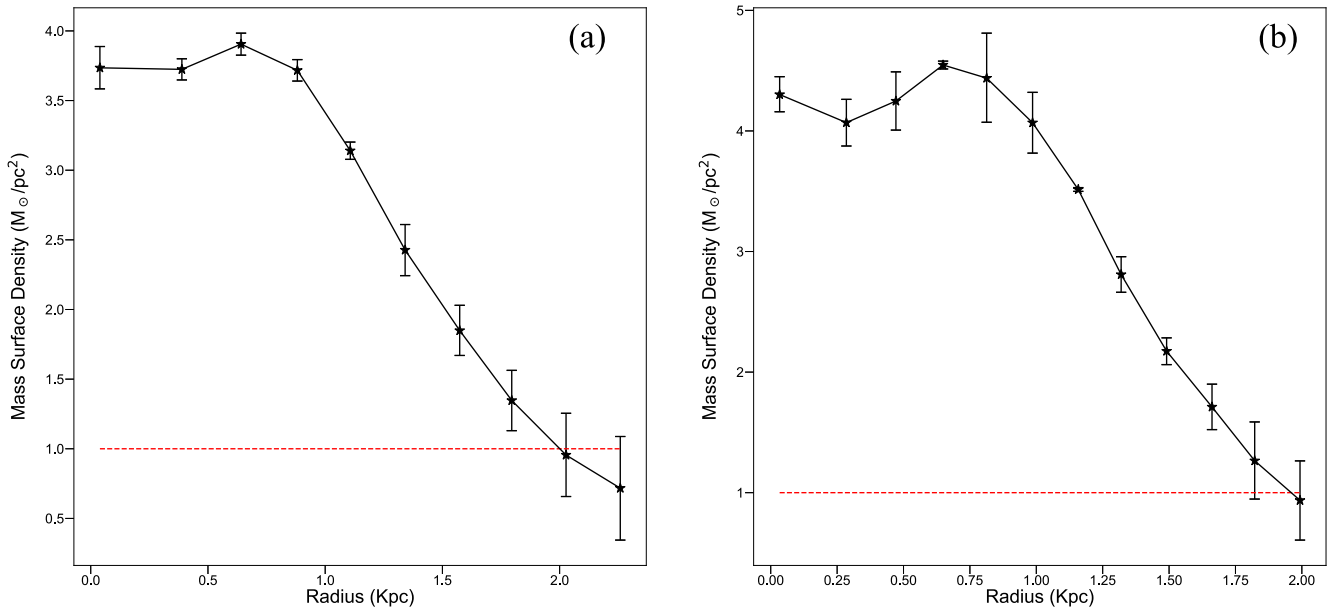 (a)
4.0
3.5
3.0
2.5
2.0
1.5
1.0
0.5
Mass Surface Density (M☉/pc²)
0.0 0.5 1.0 1.5 2.0
Radius (Kpc)
(b)
5
4
3
2
1
Mass Surface Density (M☉/pc²)
0.00 0.25 0.50 0.75 1.00 1.25 1.50 1.75 2.00
Radius (Kpc)